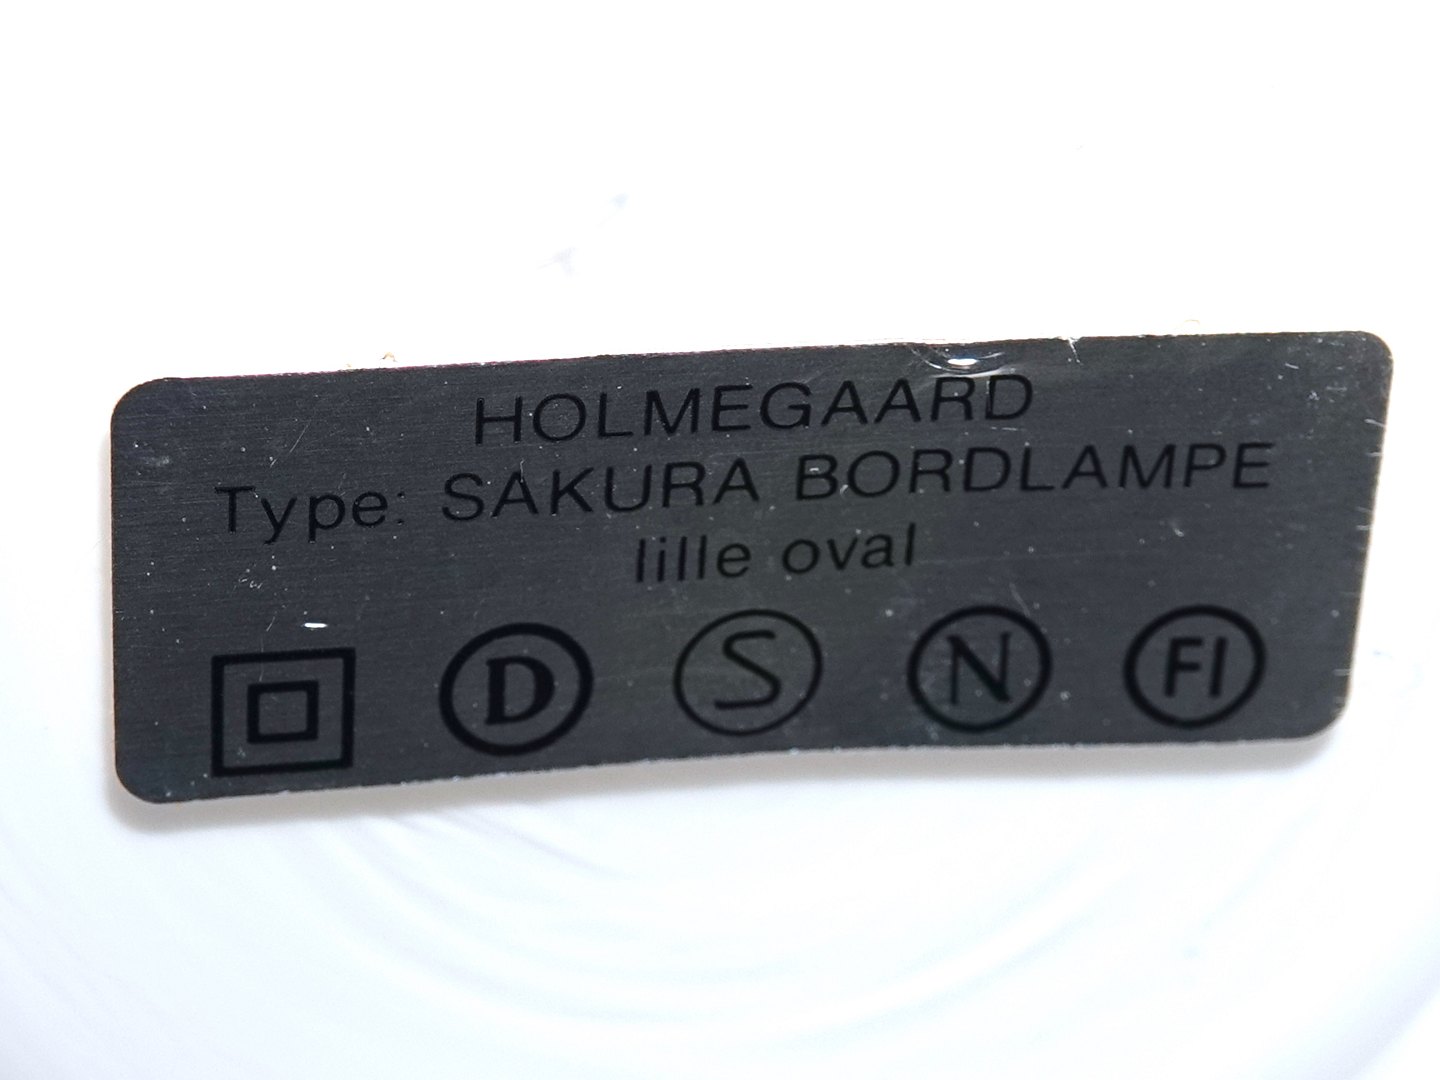 HOLMEGAARD
Type: SAKURA BORDLAMPE
lille oval
D S N FI